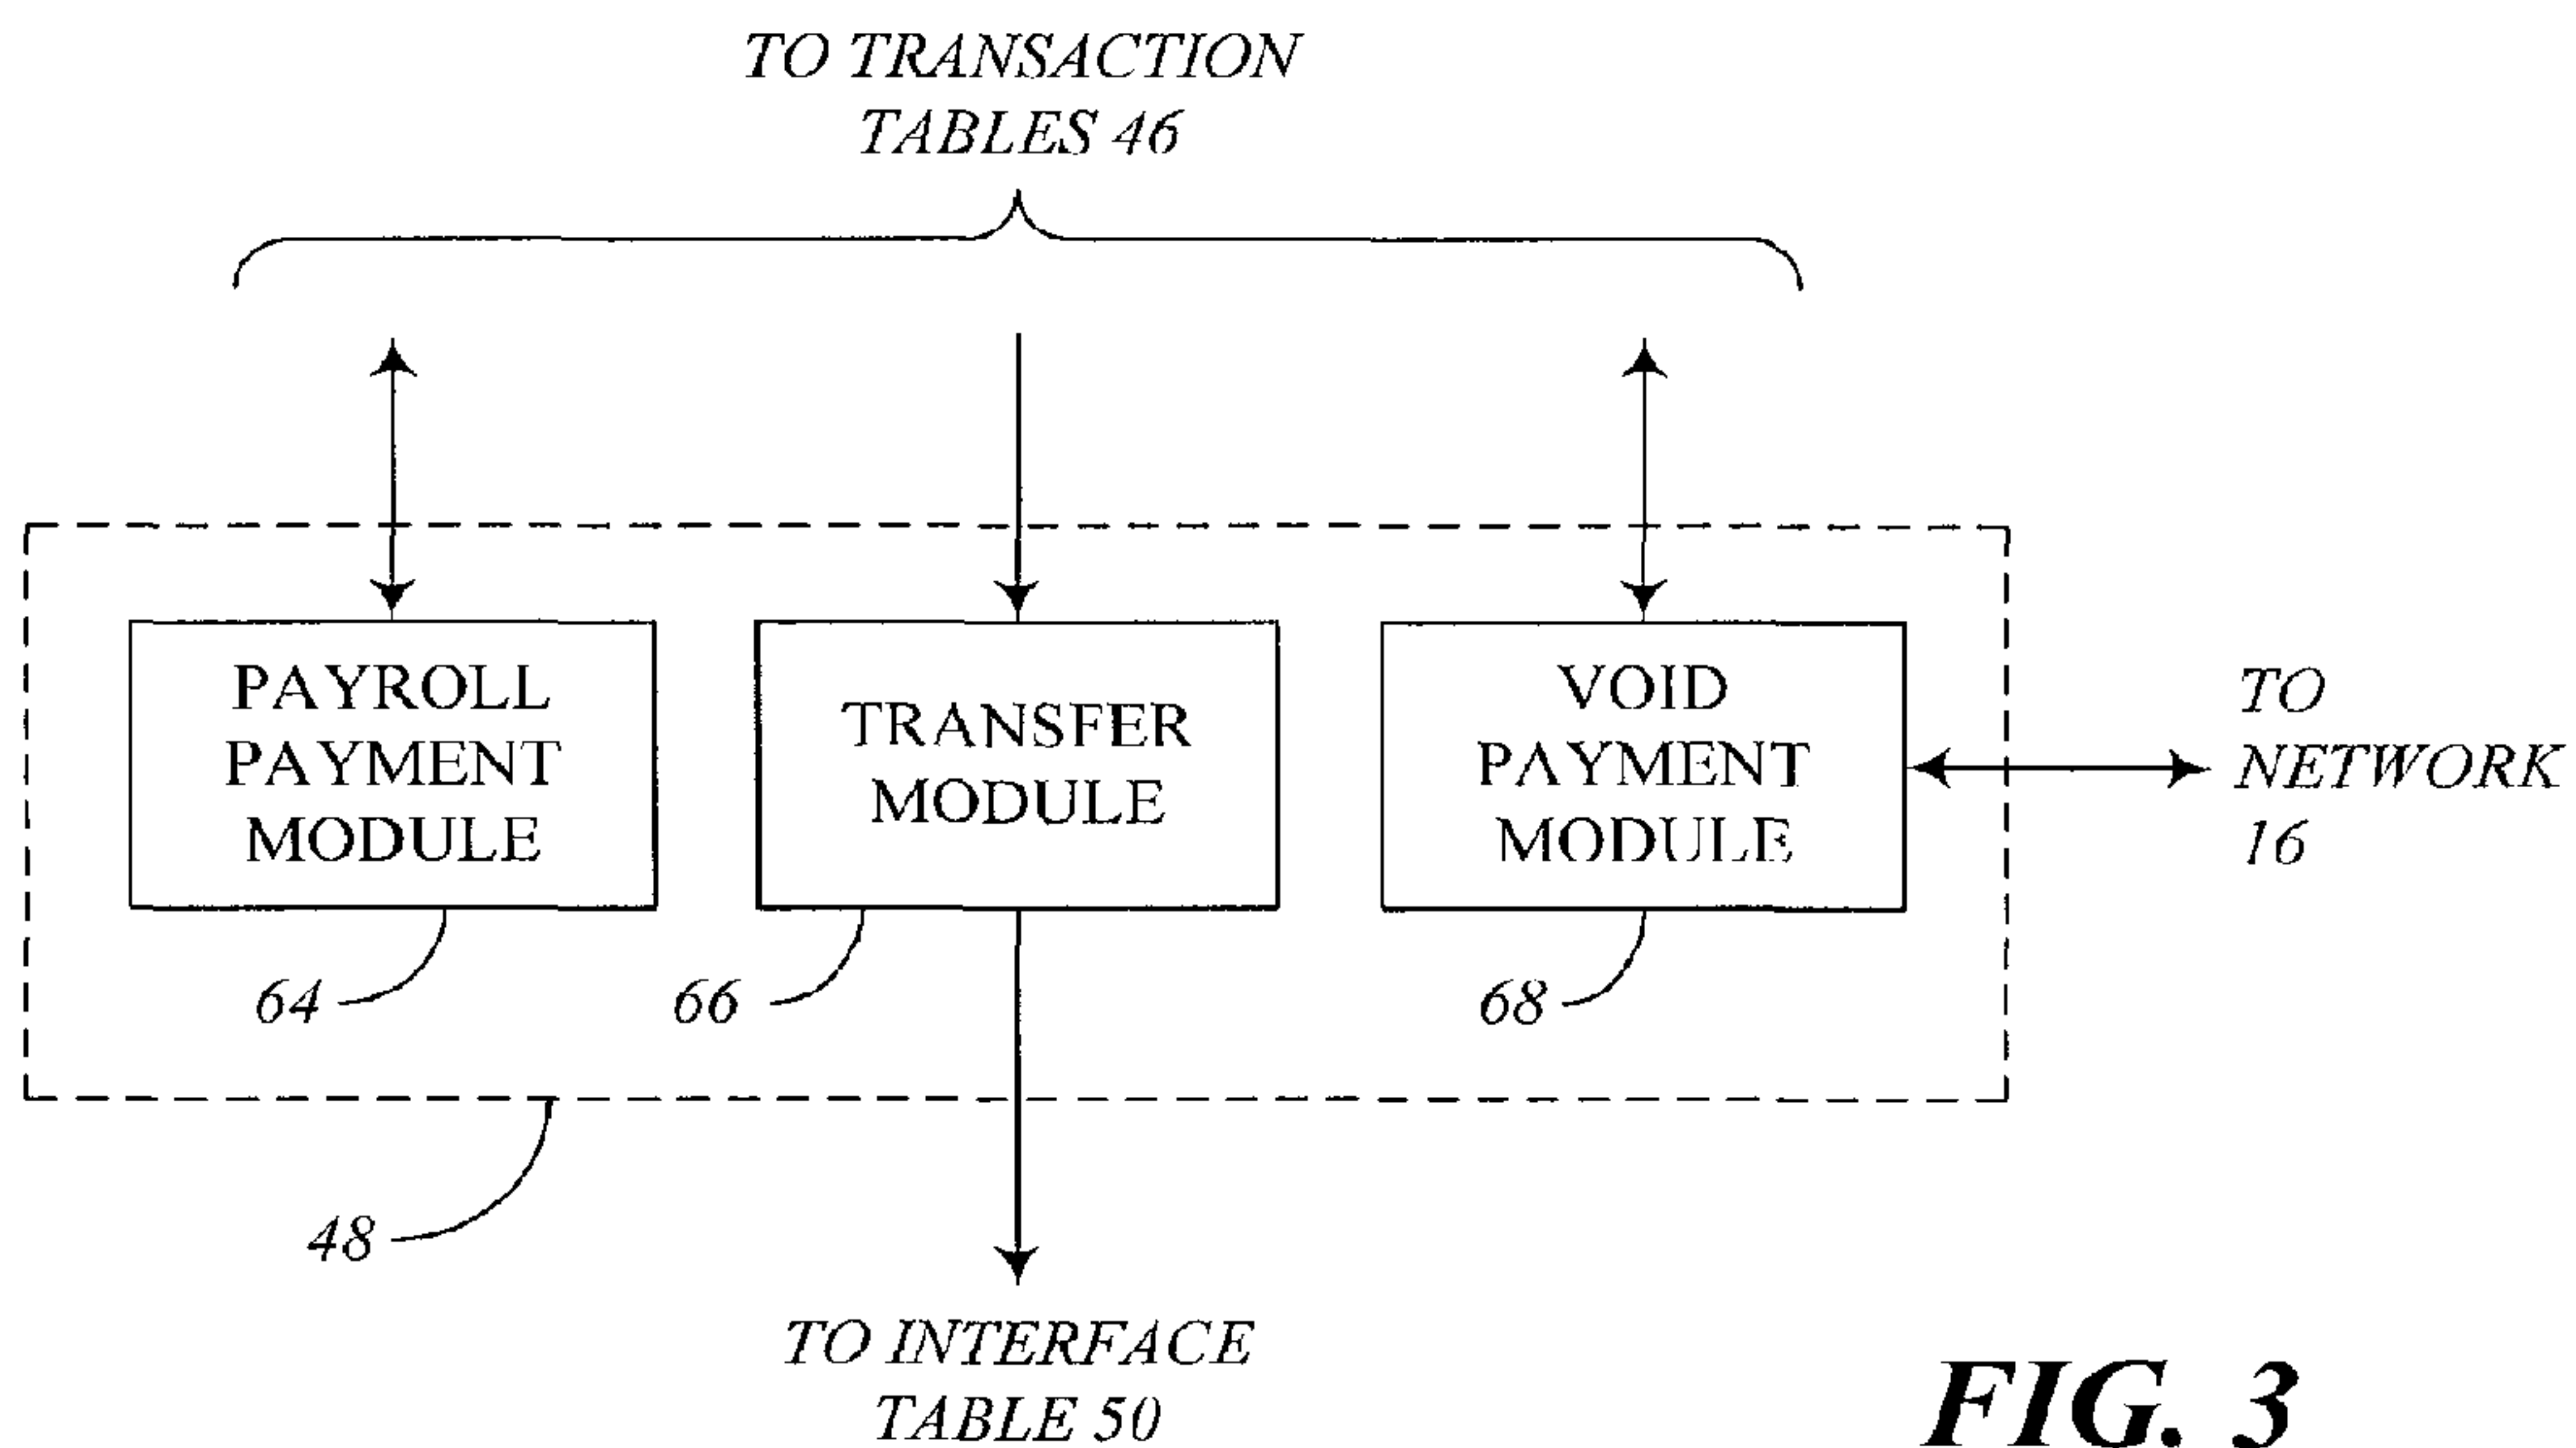 TO TRANSACTION
TABLES 46
PAYROLL
PAYMENT
MODULE
TRANSFER
MODULE
VOID
PAYMENT
MODULE
TO
NETWORK
16
64
66
68
48
TO INTERFACE
TABLE 50
FIG. 3